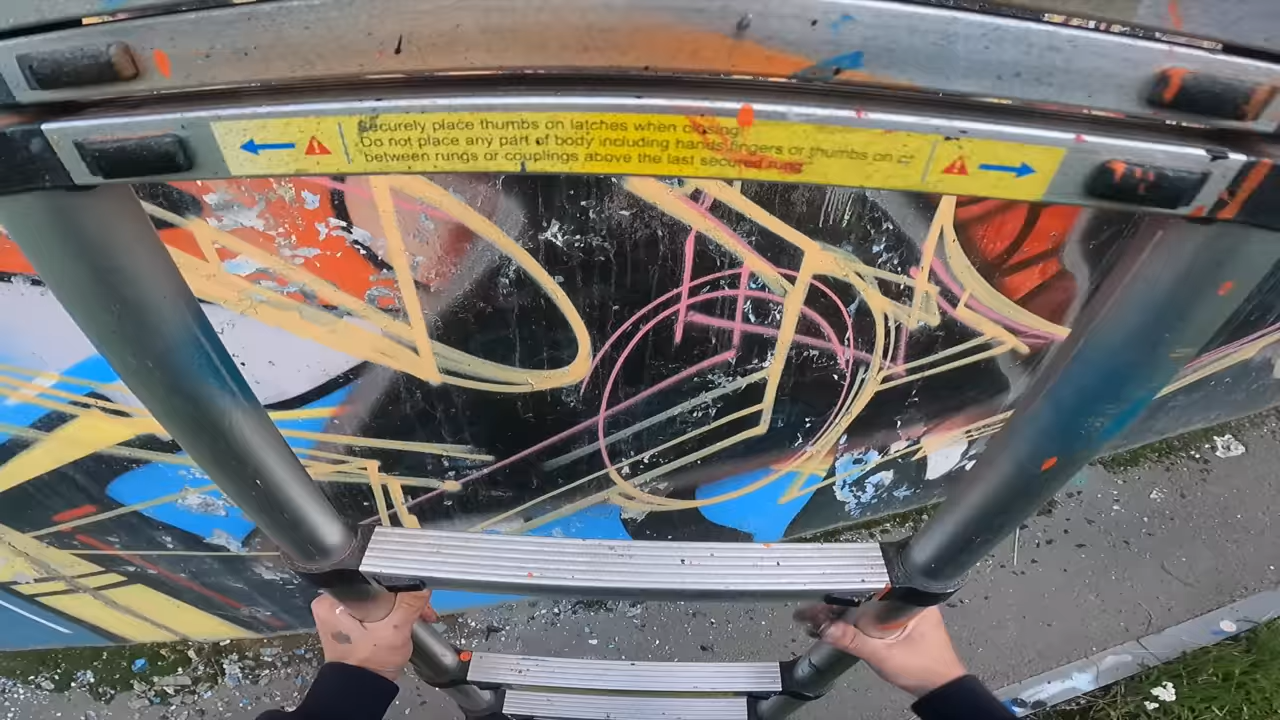 Securely place thumbs on latches when closing.
Do not place any part of body including hands fingers or thumbs on or
between rungs or couplings above the last secured rung